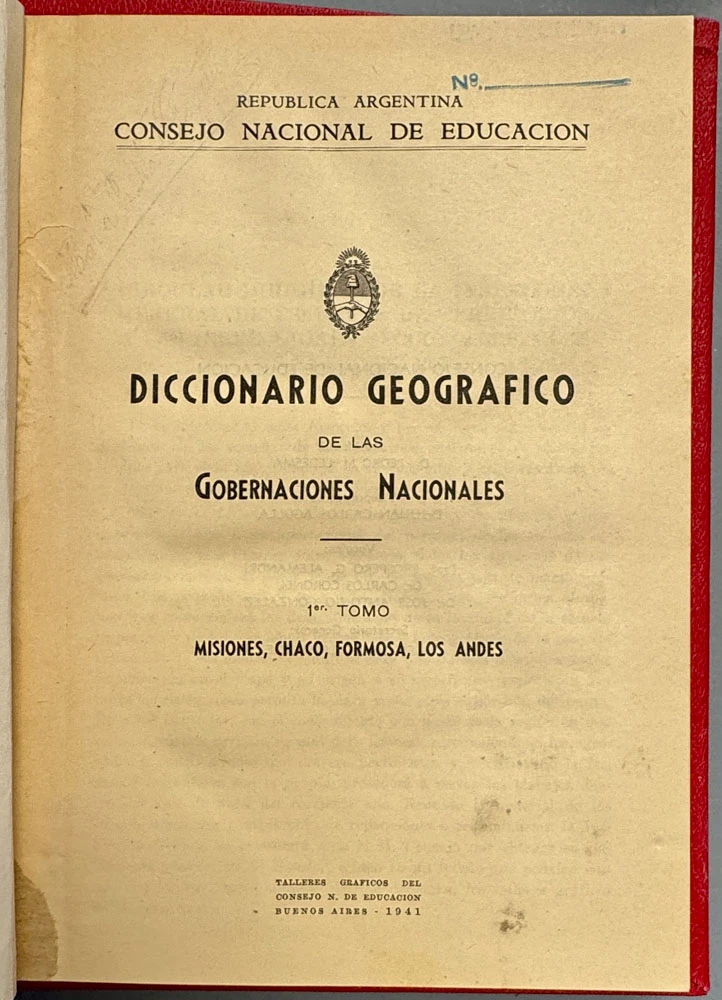 Nº.
REPUBLICA ARGENTINA
CONSEJO NACIONAL DE EDUCACION
DICCIONARIO GEOGRAFICO
DE LAS
GOBERNACIONES NACIONALES
1er. TOMO
MISIONES, CHACO, FORMOSA, LOS ANDES
TALLERES GRAFICOS DEL
CONSEJO N. DE EDUCACION
BUENOS AIRES - 1941